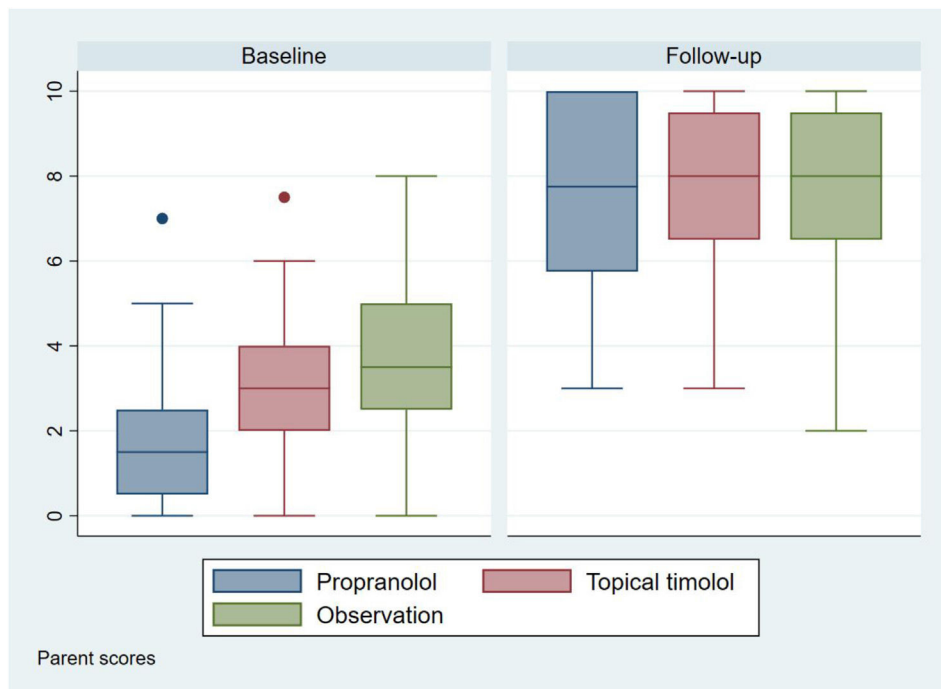 Baseline
Follow-up
10
8
6
4
2
0
Propranolol
Topical timolol
Observation
Parent scores